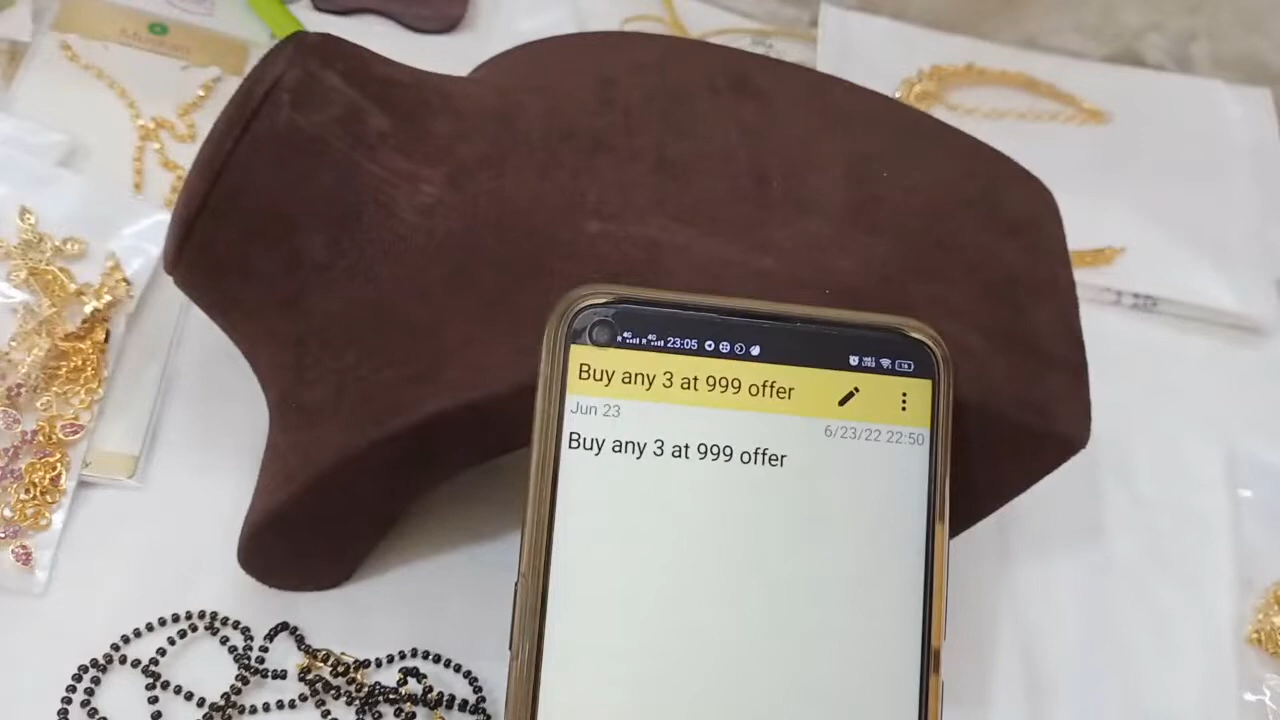 23:05
Buy any 3 at 999 offer
Jun 23
6/23/22 22:50
Buy any 3 at 999 offer